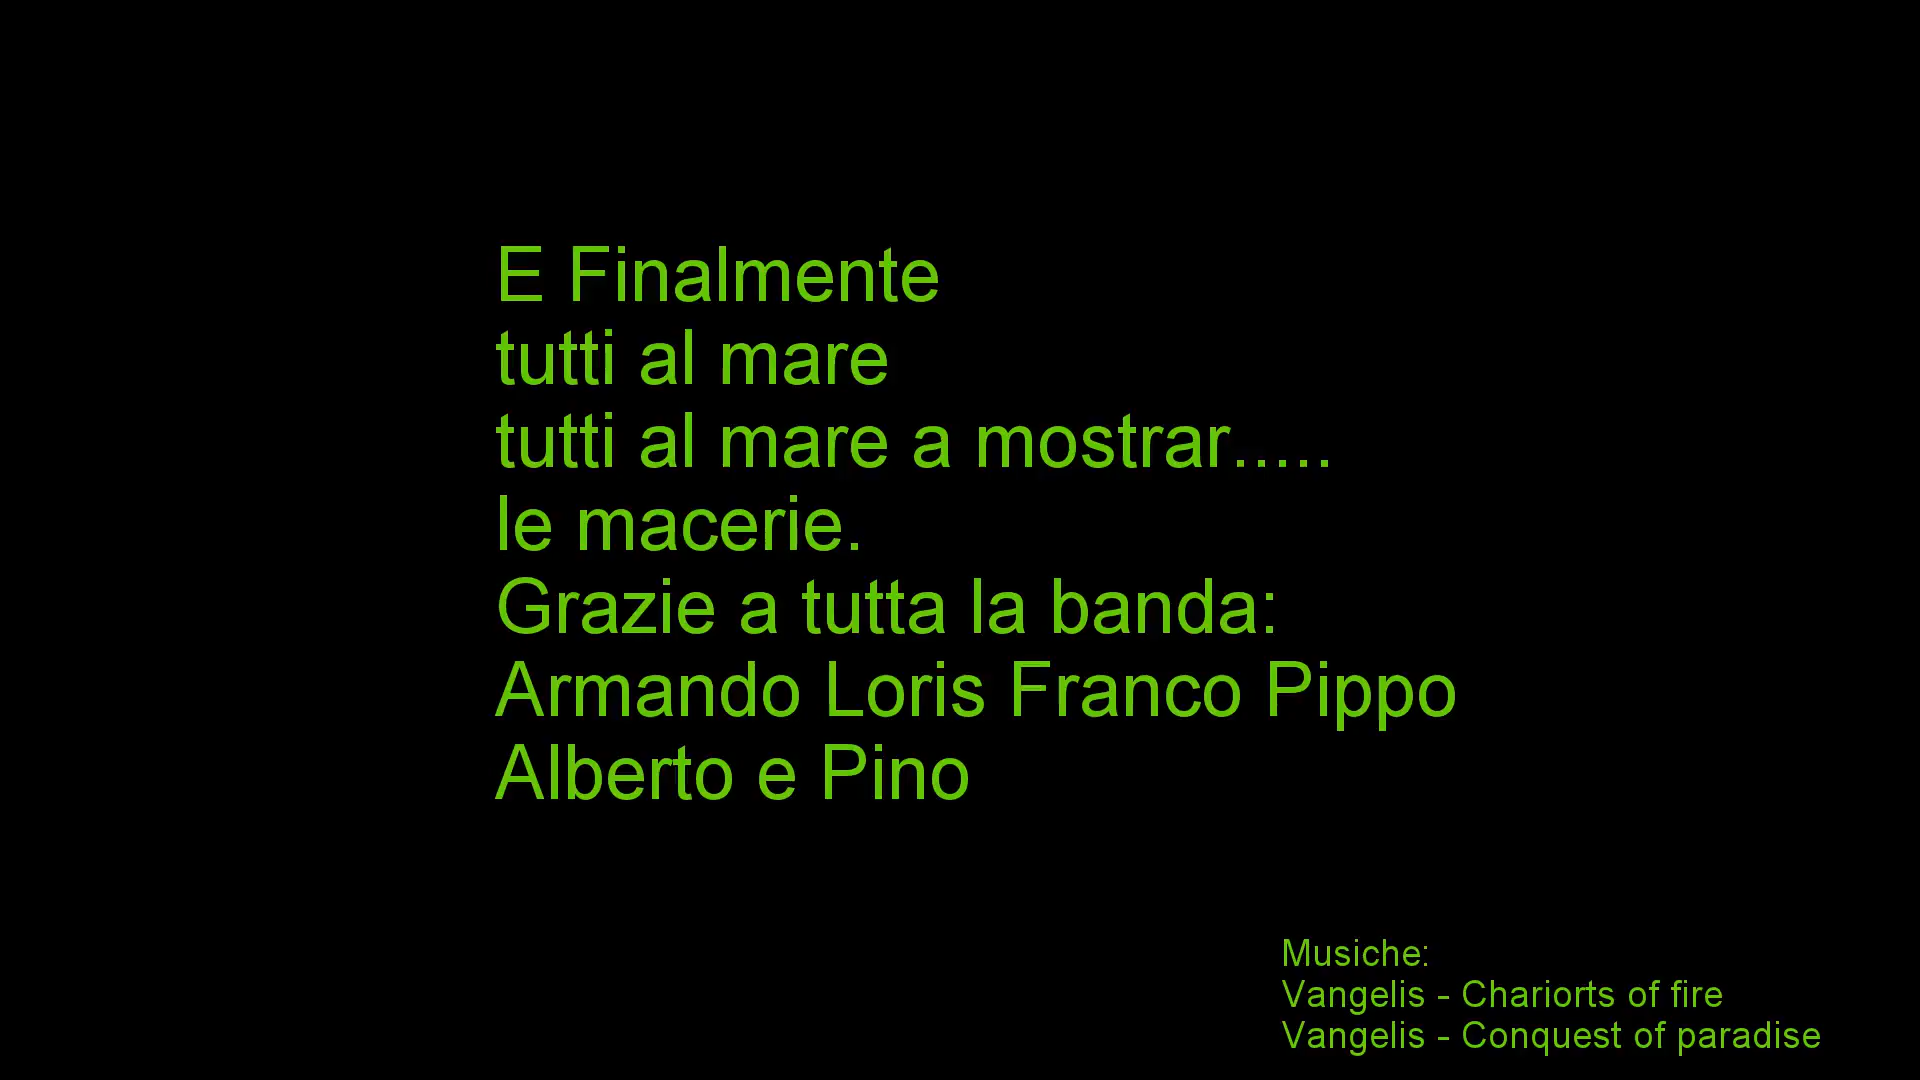 E Finalmente
tutti al mare
tutti al mare a mostrar.....
le macerie.
Grazie a tutta la banda:
Armando Loris Franco Pippo
Alberto e Pino
Musiche:
Vangelis - Chariorts of fire
Vangelis - Conquest of paradise